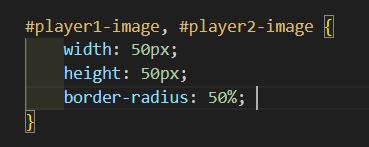 #player1-image, #player2-image {
    width: 50px;
    height: 50px;
    border-radius: 50%;
}